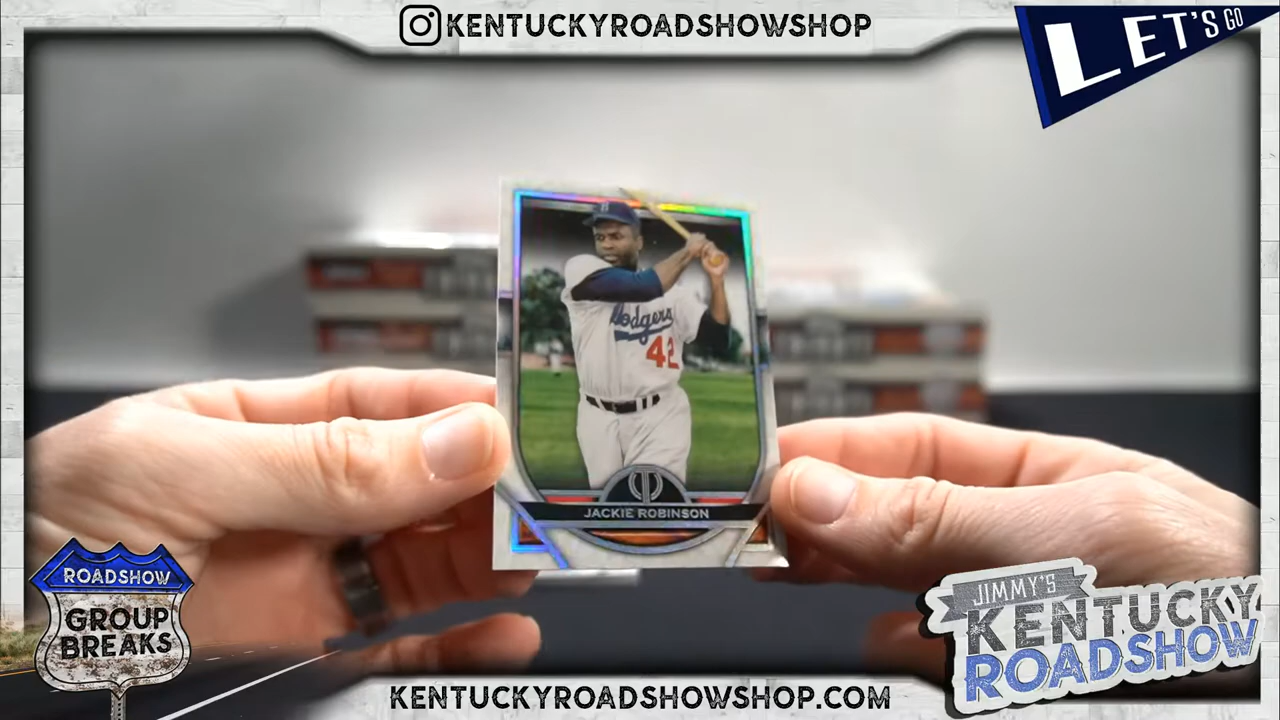 KENTUCKYROADSHOWSHOP
LET'S GO
Dodgers
42
JACKIE ROBINSON
ROADSHOW
GROUP
BREAKS
JIMMY'S
KENTUCKY
ROADSHOW
KENTUCKYROADSHOWSHOP.COM